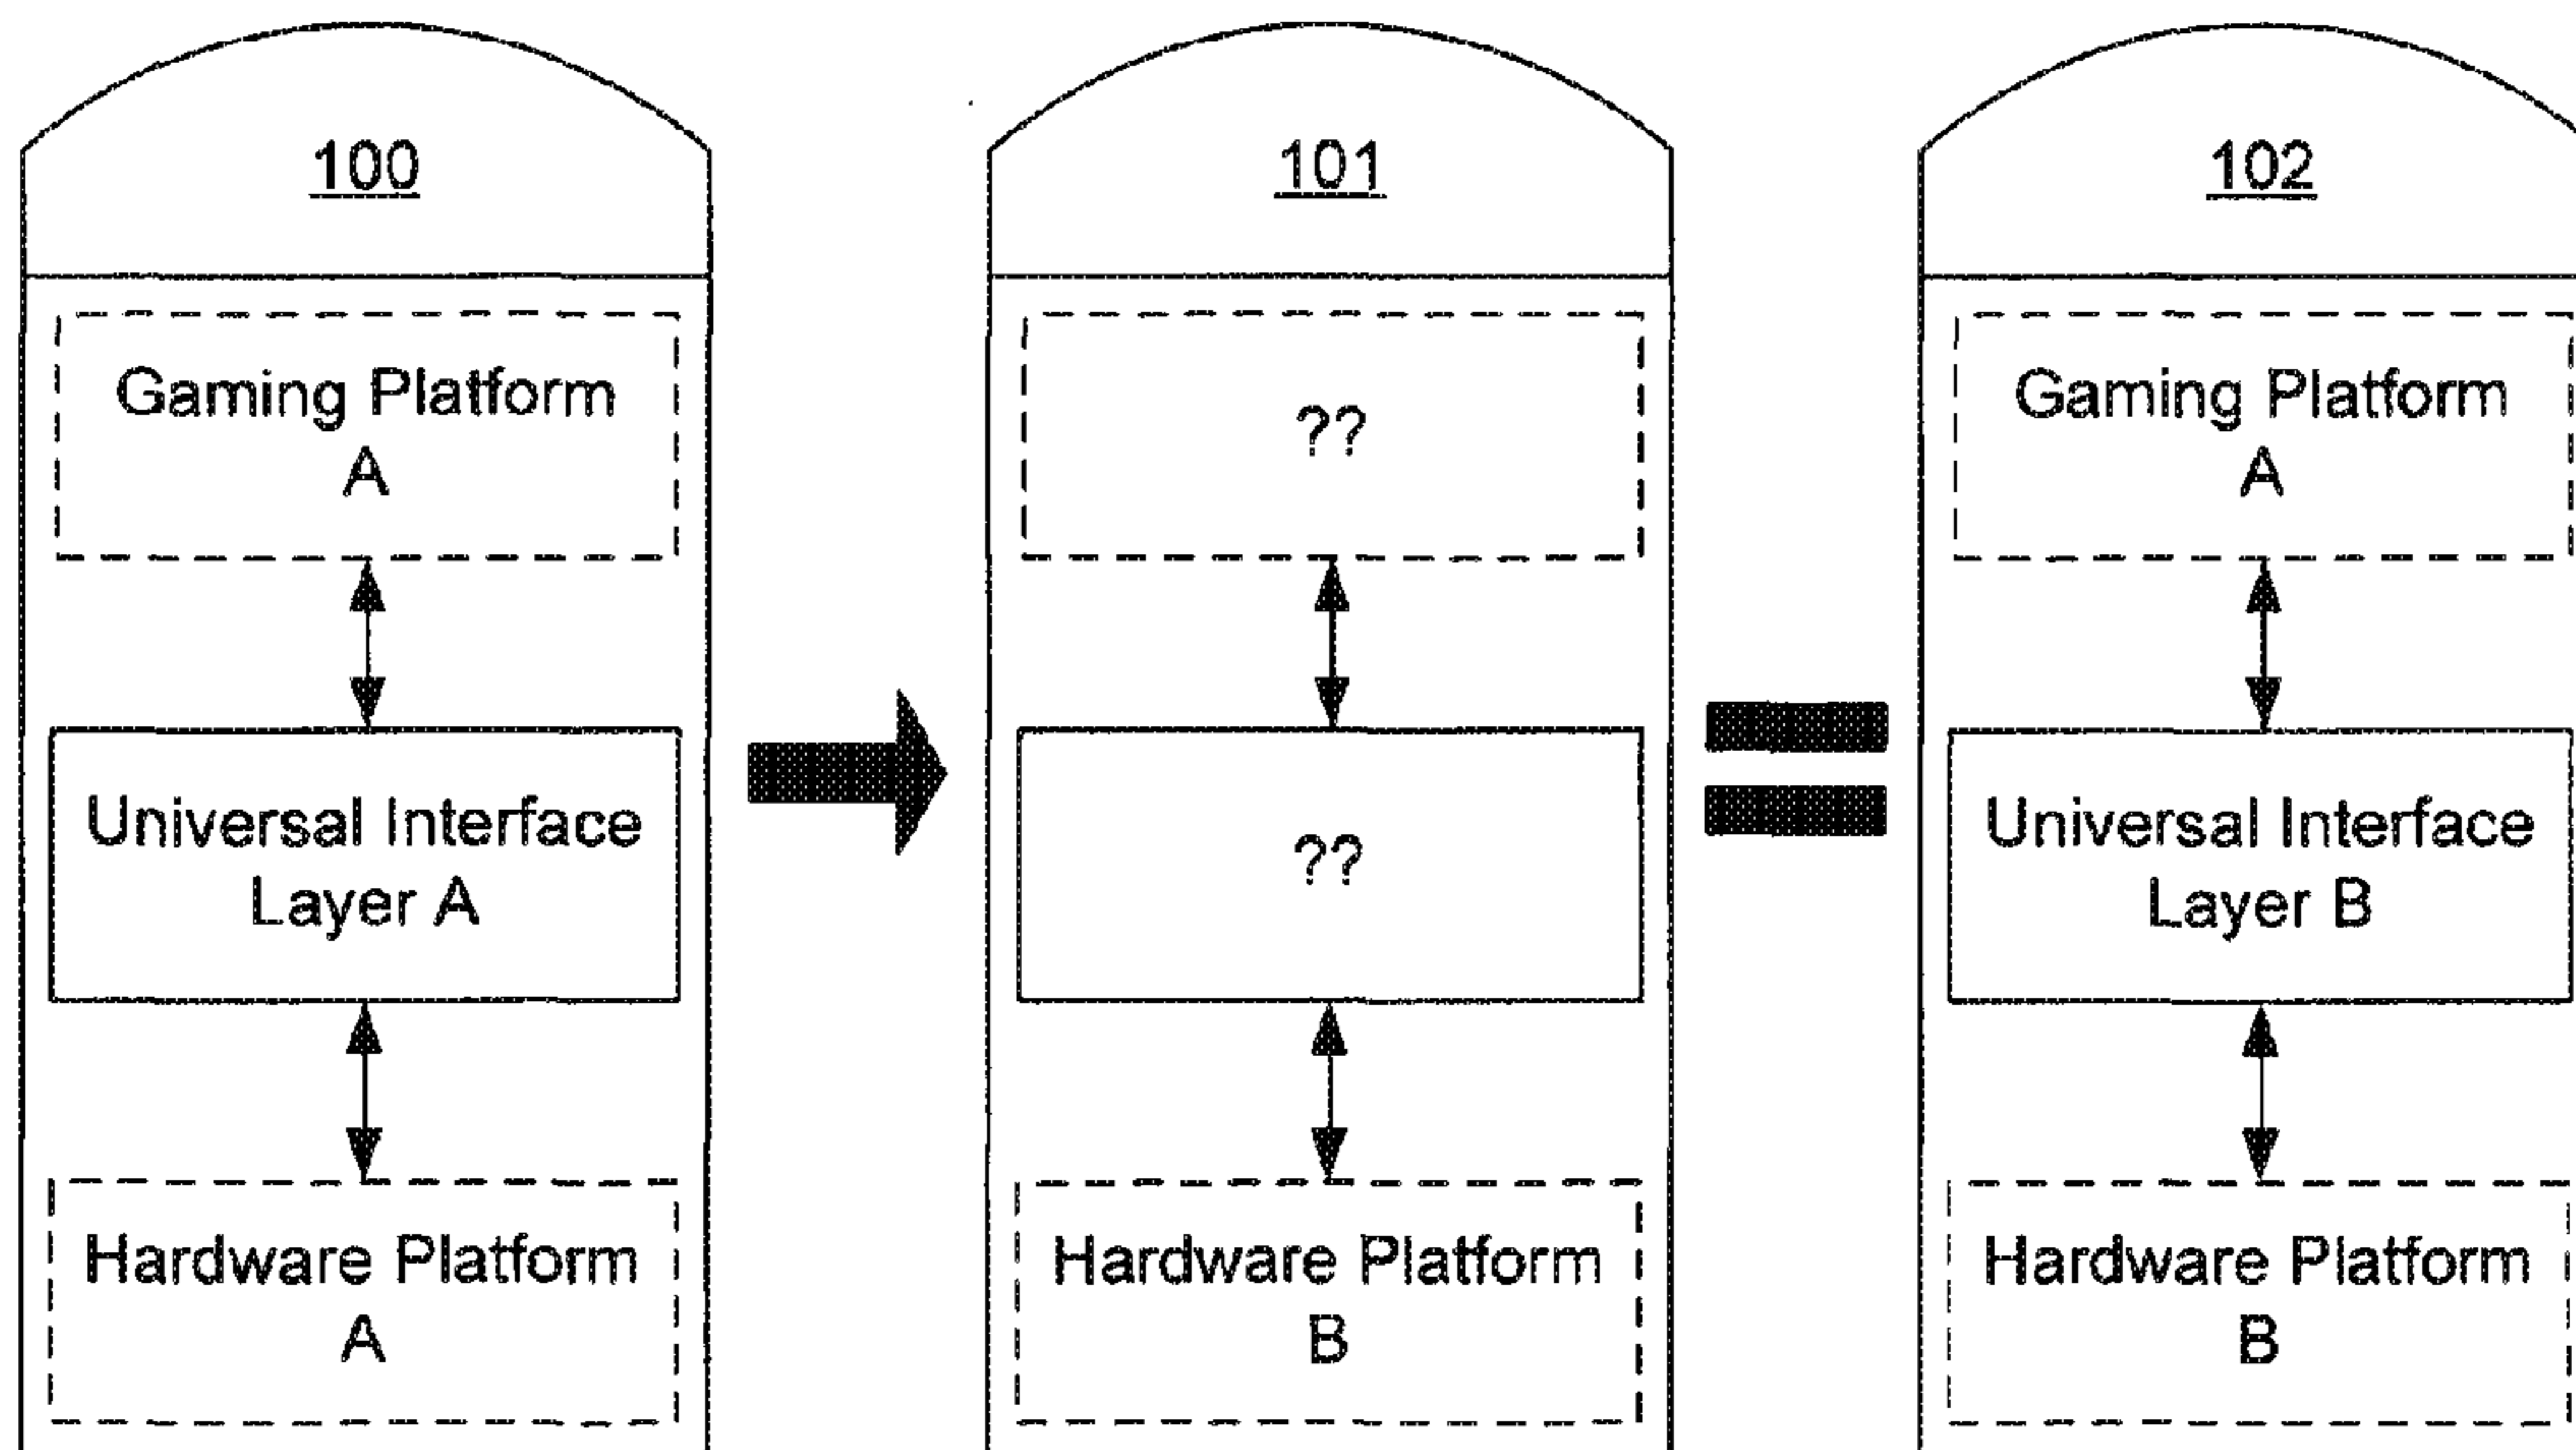 100
Gaming Platform
A
Universal Interface
Layer A
Hardware Platform
A
101
??
??
Hardware Platform
B
102
Gaming Platform
A
Universal Interface
Layer B
Hardware Platform
B